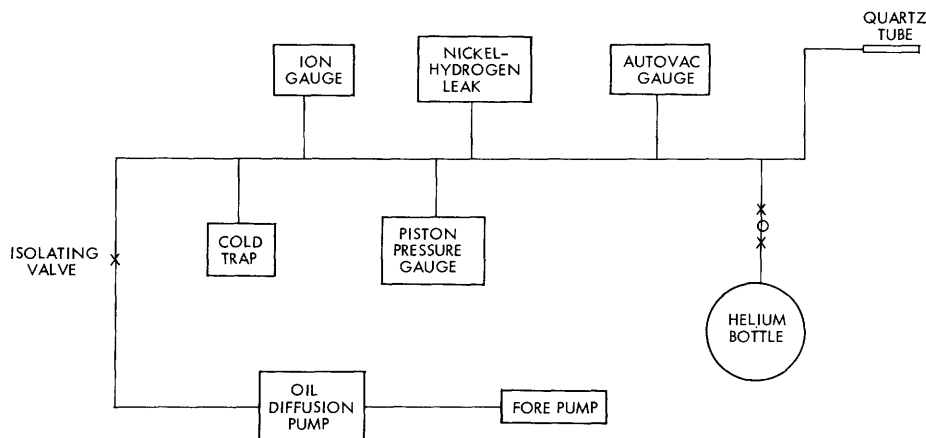 QUARTZ
TUBE
ION
GAUGE
NICKEL-
HYDROGEN
LEAK
AUTOVAC
GAUGE
ISOLATING
VALVE
COLD
TRAP
PISTON
PRESSURE
GAUGE
HELIUM
BOTTLE
OIL
DIFFUSION
PUMP
FORE PUMP